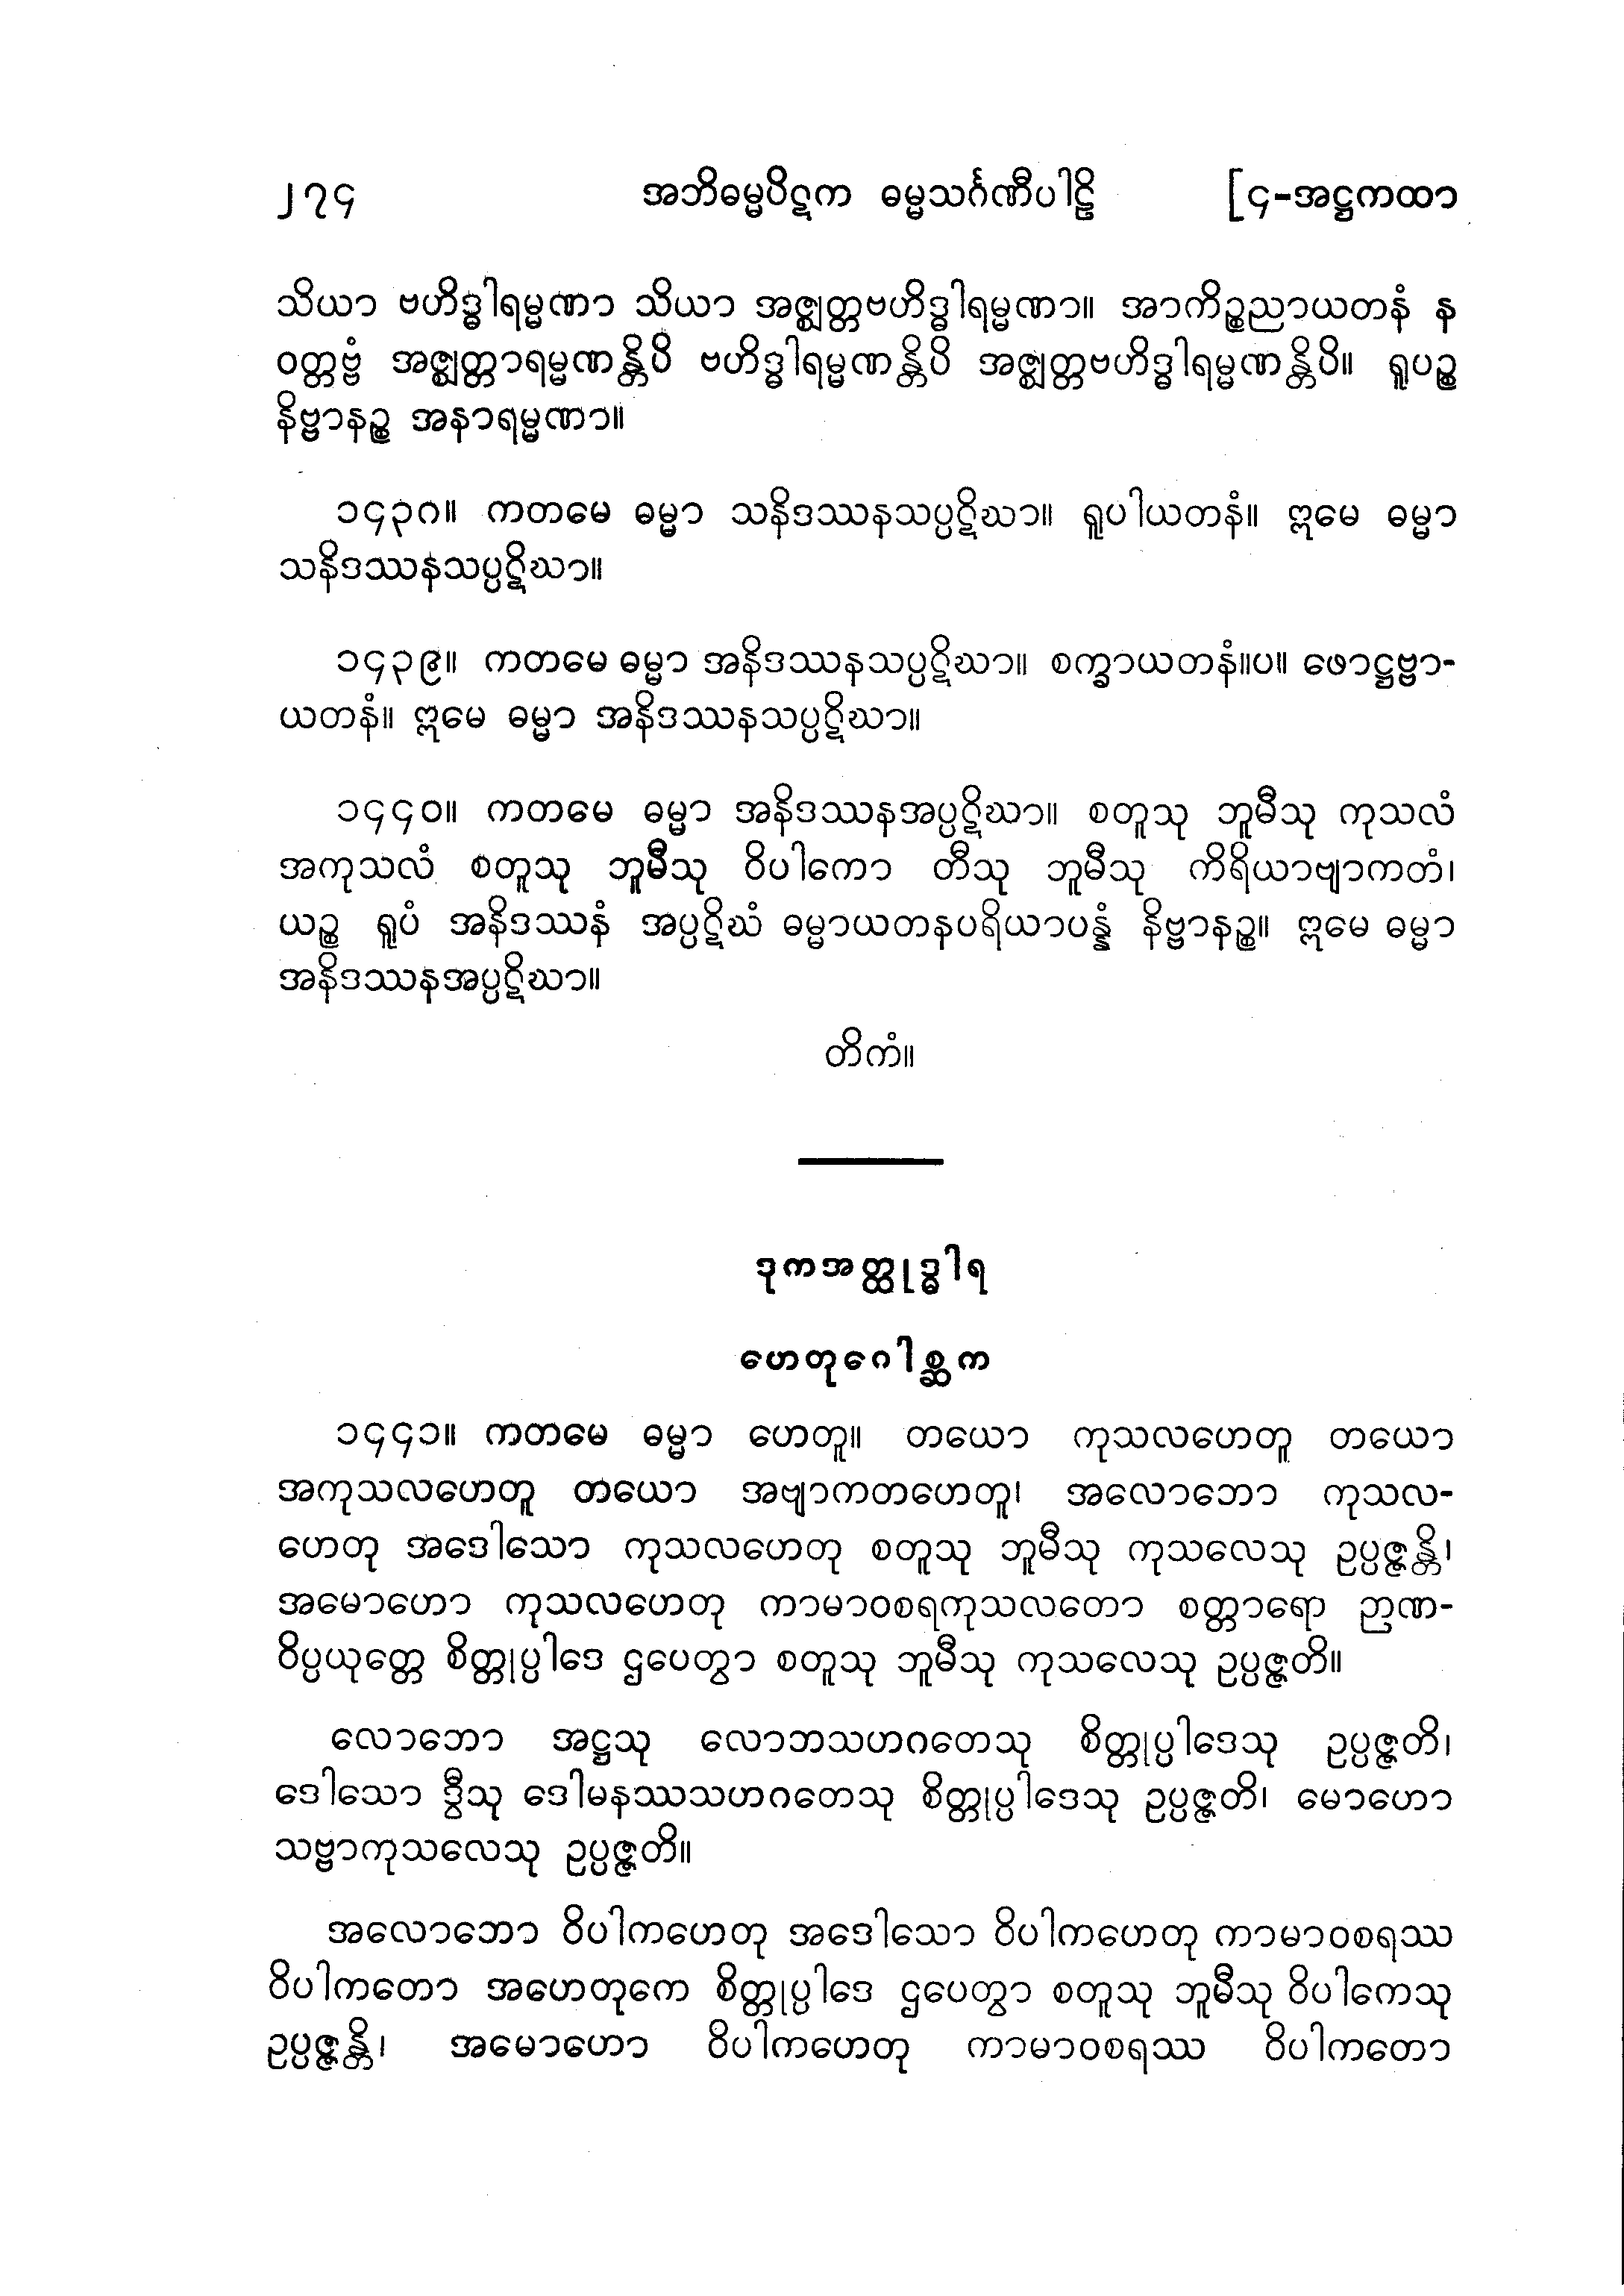 ၂၇၄ အဘိဓမ္မပိဋက ဓမ္မသင်္ဂဏီပါဠိ [၄-အဋ္ဌကထာ
သိယာ ဗဟိဒ္ဓါရမ္မဏာ သိယာ အဇ္ဈတ္တဗဟိဒ္ဓါရမ္မဏာ။ အာကိဉ္စညာယတနံ န
ဝတ္တဗ္ဗံ အဇ္ဈတ္တာရမ္မဏန္တိပိ ဗဟိဒ္ဓါရမ္မဏန္တိပိ အဇ္ဈတ္တဗဟိဒ္ဓါရမ္မဏန္တိပိ။ ရူပဉ္စ
နိဗ္ဗာနဉ္စ အနာရမ္မဏာ။
၁၄၃၈။ ကတမေ ဓမ္မာ သနိဒဿနသပ္ပဋိဃာ။ ရူပါယတနံ။ ဣမေ ဓမ္မာ
သနိဒဿနသပ္ပဋိဃာ။
၁၄၃၉။ ကတမေ ဓမ္မာ အနိဒဿနသပ္ပဋိဃာ။ စက္ခာယတနံ။ပ။ ဖောဋ္ဌဗ္ဗာ-
ယတနံ။ ဣမေ ဓမ္မာ အနိဒဿနသပ္ပဋိဃာ။
၁၄၄၀။ ကတမေ ဓမ္မာ အနိဒဿနအပ္ပဋိဃာ။ စတူသု ဘူမီသု ကုသလံ
အကုသလံ စတူသု ဘူမီသု ဝိပါကော တီသု ဘူမီသု ကိရိယာဗျာကတံ၊
ယဉ္စ ရူပံ အနိဒဿနံ အပ္ပဋိဃံ ဓမ္မာယတနပရိယာပန္နံ နိဗ္ဗာနဉ္စ။ ဣမေ ဓမ္မာ
အနိဒဿနအပ္ပဋိဃာ။
တိကံ။
ဒုကအတ္ထုဒ္ဓါရ
ဟေတုဂေါစ္ဆက
၁၄၄၁။ ကတမေ ဓမ္မာ ဟေတူ။ တယော ကုသလဟေတူ တယော
အကုသလဟေတူ တယော အဗျာကတဟေတူ၊ အလောဘော ကုသလ-
ဟေတု အဒေါသော ကုသလဟေတု စတူသု ဘူမီသု ကုသလေသု ဥပ္ပဇ္ဇန္တိ၊
အမောဟော ကုသလဟေတု ကာမာဝစရကုသလတော စတ္တာရော ဉာဏ-
ဝိပ္ပယုတ္တေ စိတ္တုပ္ပါဒေ ဌပေတွာ စတူသု ဘူမီသု ကုသလေသု ဥပ္ပဇ္ဇတိ။
လောဘော အဋ္ဌသု လောဘသဟဂတေသု စိတ္တုပ္ပါဒေသု ဥပ္ပဇ္ဇတိ၊
ဒေါသော ဒွီသု ဒေါမနဿသဟဂတေသု စိတ္တုပ္ပါဒေသု ဥပ္ပဇ္ဇတိ၊ မောဟော
သဗ္ဗာကုသလေသု ဥပ္ပဇ္ဇတိ။
အလောဘော ဝိပါကဟေတု အဒေါသော ဝိပါကဟေတု ကာမာဝစရဿ
ဝိပါကတော အဟေတုကေ စိတ္တုပ္ပါဒေ ဌပေတွာ စတူသု ဘူမီသု ဝိပါကေသု
ဥပ္ပဇ္ဇန္တိ၊ အမောဟော ဝိပါကဟေတု ကာမာဝစရဿ ဝိပါကတော